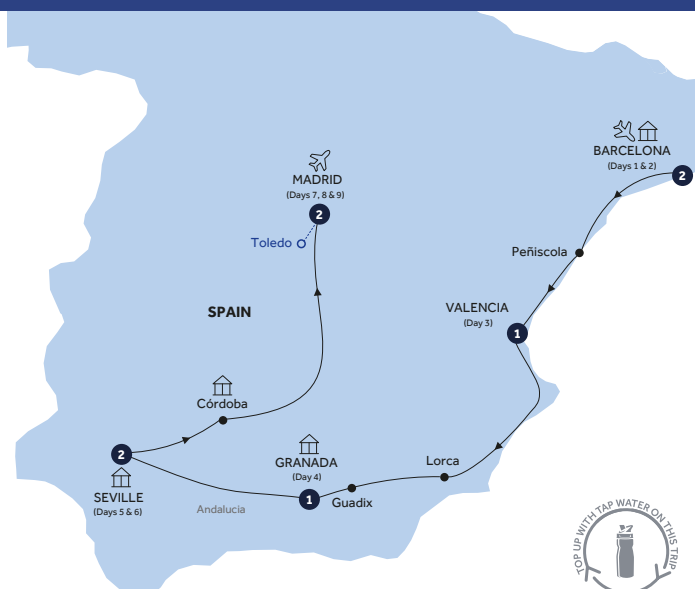 BARCELONA
(Days 1 & 2)
2
MADRID
(Days 7, 8 & 9)
2
Toledo
Peñiscola
SPAIN
VALENCIA
(Day 3)
1
Córdoba
2
SEVILLE
(Days 5 & 6)
GRANADA
(Day 4)
1
Lorca
Guadix
Andalucia
TOP UP WITH TAP WATER ON THIS TRIP